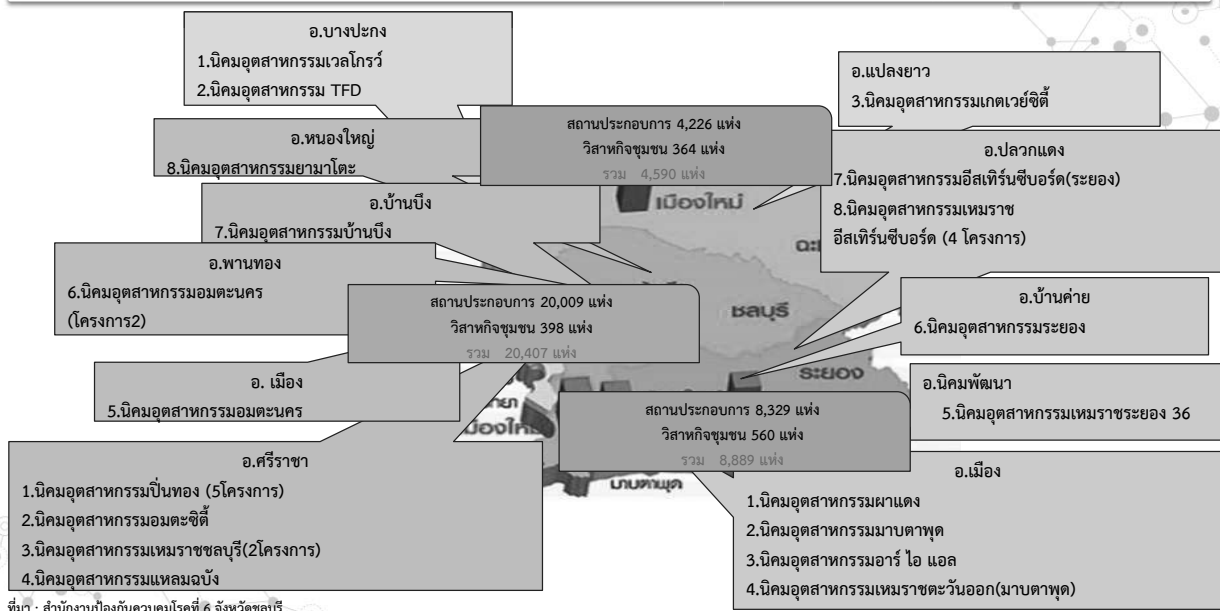 อ.บางปะกง
1.นิคมอุตสาหกรรมเวลโกรว์
2.นิคมอุตสาหกรรม TFD
อ.แปลงยาว
3.นิคมอุตสาหกรรมเกตเวย์ซิตี้
สถานประกอบการ 4,226 แห่ง
วิสาหกิจชุมชน 364 แห่ง
รวม 4,590 แห่ง
อ.หนองใหญ่
8.นิคมอุตสาหกรรมยามาโตะ
อ.ปลวกแดง
7.นิคมอุตสาหกรรมอีสเทิร์นซีบอร์ด(ระยอง)
8.นิคมอุตสาหกรรมเหมราช
อีสเทิร์นซีบอร์ด (4 โครงการ)
อ.บ้านบึง
7.นิคมอุตสาหกรรมบ้านบึง
เมืองใหม่
อ.พานทอง
6.นิคมอุตสาหกรรมอมตะนคร
(โครงการ2)
สถานประกอบการ 20,009 แห่ง
วิสาหกิจชุมชน 398 แห่ง
รวม 20,407 แห่ง
ชลบุรี
อ.บ้านค่าย
6.นิคมอุตสาหกรรมระยอง
อ. เมือง
5.นิคมอุตสาหกรรมอมตะนคร
ระยอง
อ.นิคมพัฒนา
5.นิคมอุตสาหกรรมเหมราชระยอง 36
สถานประกอบการ 8,329 แห่ง
วิสาหกิจชุมชน 560 แห่ง
รวม 8,889 แห่ง
อ.ศรีราชา
1.นิคมอุตสาหกรรมปิ่นทอง (5โครงการ)
2.นิคมอุตสาหกรรมอมตะซิตี้
3.นิคมอุตสาหกรรมเหมราชชลบุรี(2โครงการ)
4.นิคมอุตสาหกรรมแหลมฉบัง
มาบตาพุด
อ.เมือง
1.นิคมอุตสาหกรรมผาแดง
2.นิคมอุตสาหกรรมมาบตาพุด
3.นิคมอุตสาหกรรมอาร์ ไอ แอล
4.นิคมอุตสาหกรรมเหมราชตะวันออก(มาบตาพุด)
ที่มา : สำนักงานป้องกันควบคุมโรคที่ 6 จังหวัดชลบุรี